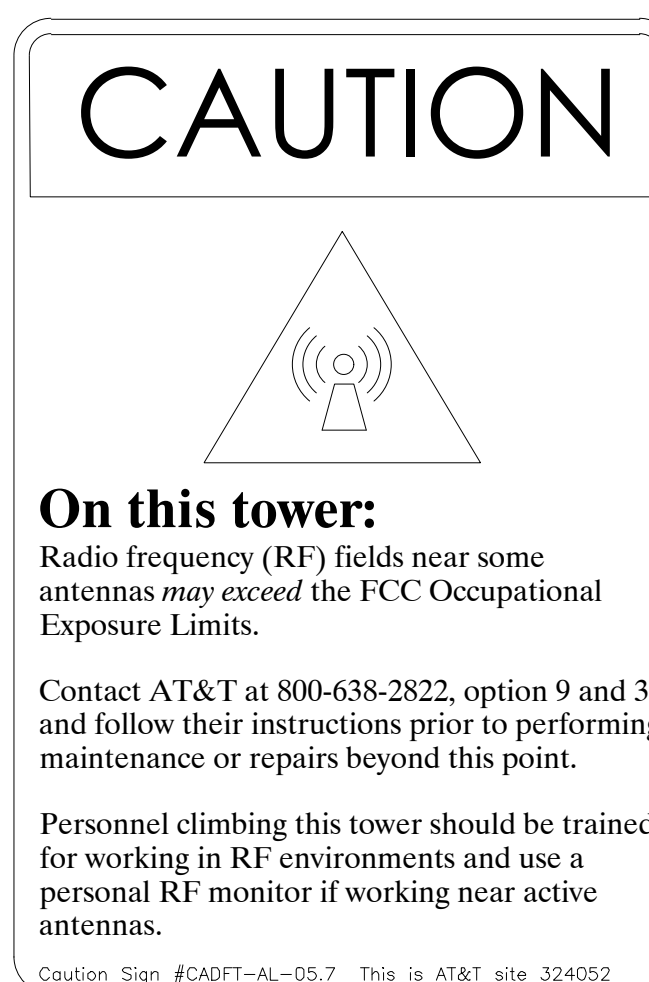 CAUTION
On this tower:
Radio frequency (RF) fields near some
antennas may exceed the FCC Occupational
Exposure Limits.
Contact AT&T at 800-638-2822, option 9 and 3
and follow their instructions prior to performing
maintenance or repairs beyond this point.
Personnel climbing this tower should be trained
for working in RF environments and use a
personal RF monitor if working near active
antennas.
Caution Sign #CADFT-AL-05.7 This is AT&T site 324052